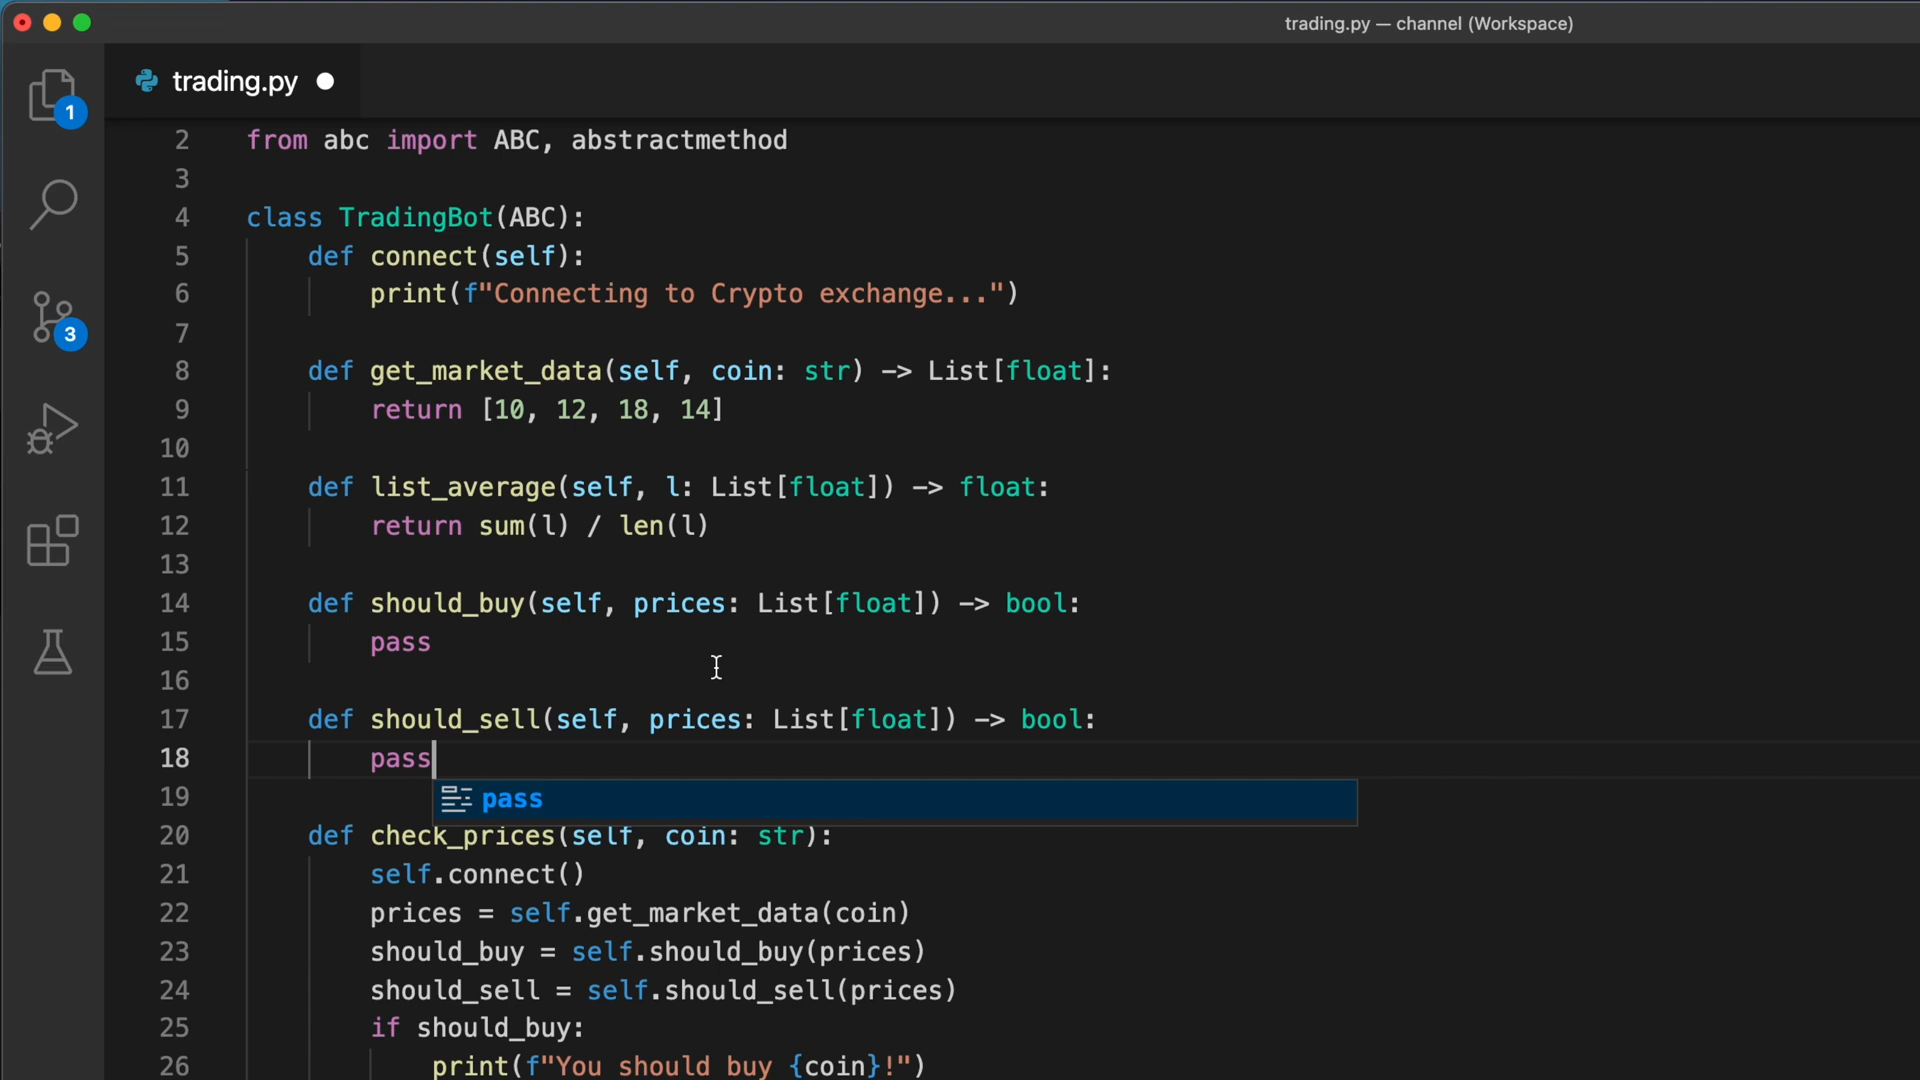 trading.py — channel (Workspace)
trading.py
1
3
2 from abc import ABC, abstractmethod
3
4 class TradingBot(ABC):
5 def connect(self):
6 print(f"Connecting to Crypto exchange...")
7
8 def get_market_data(self, coin: str) -> List[float]:
9 return [10, 12, 18, 14]
10
11 def list_average(self, l: List[float]) -> float:
12 return sum(l) / len(l)
13
14 def should_buy(self, prices: List[float]) -> bool:
15 pass
16
17 def should_sell(self, prices: List[float]) -> bool:
18 pass
19 pass
20 def check_prices(self, coin: str):
21 self.connect()
22 prices = self.get_market_data(coin)
23 should_buy = self.should_buy(prices)
24 should_sell = self.should_sell(prices)
25 if should_buy:
26 print(f"You should buy {coin}!")